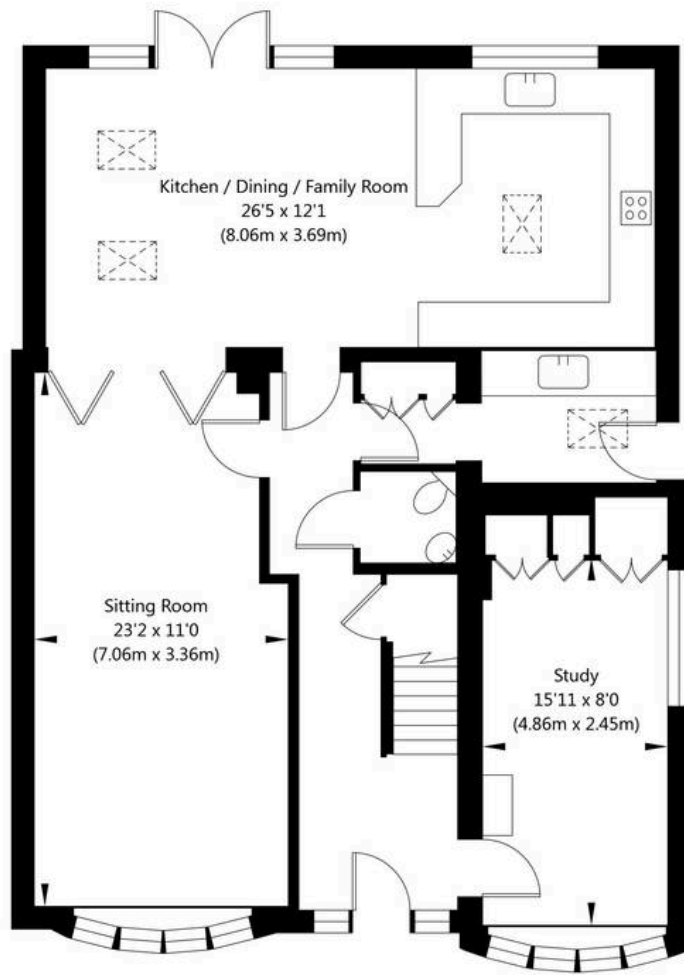 Kitchen / Dining / Family Room
26'5 x 12'1
(8.06m x 3.69m)
Sitting Room
23'2 x 11'0
(7.06m x 3.36m)
Study
15'11 x 8'0
(4.86m x 2.45m)